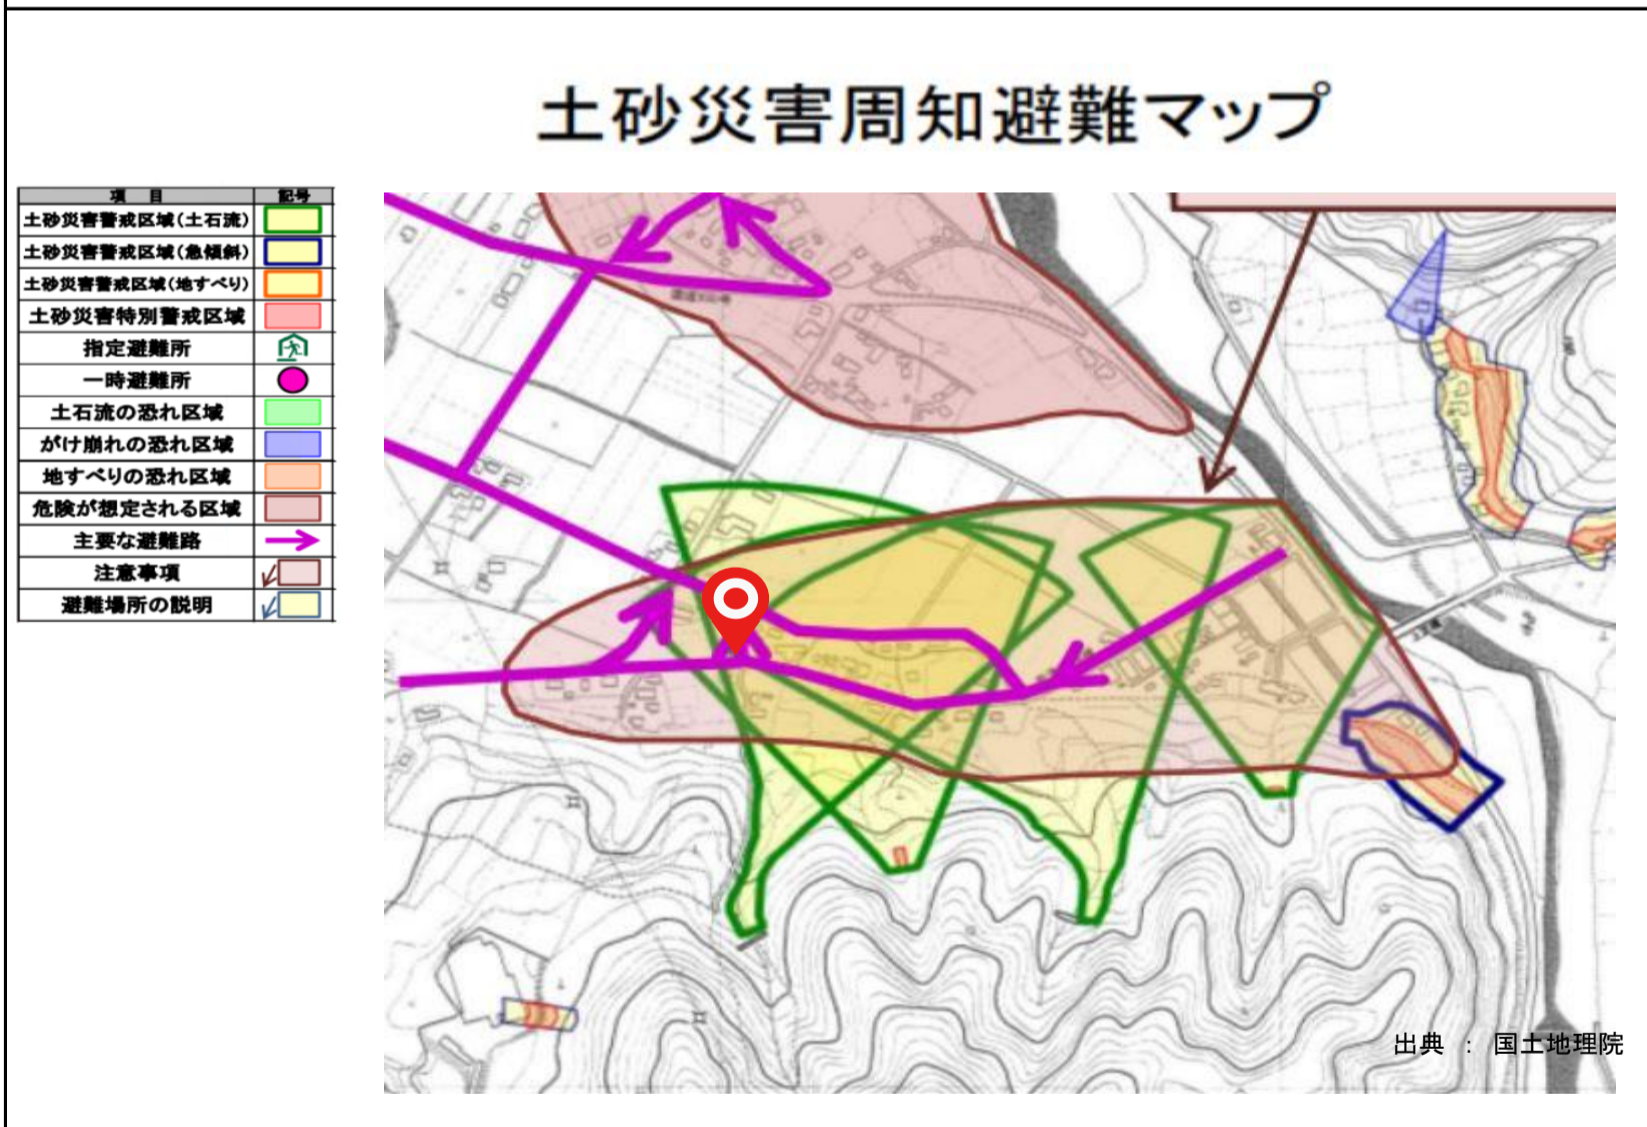 土砂災害周知避難マップ
項 目 記号
土砂災害警戒区域(土石流)
土砂災害警戒区域(急傾斜)
土砂災害警戒区域(地すべり)
土砂災害特別警戒区域
指定避難所
一時避難所
土石流の恐れ区域
がけ崩れの恐れ区域
地すべりの恐れ区域
危険が想定される区域
主要な避難路
注意事項
避難場所の説明
出典 : 国土地理院